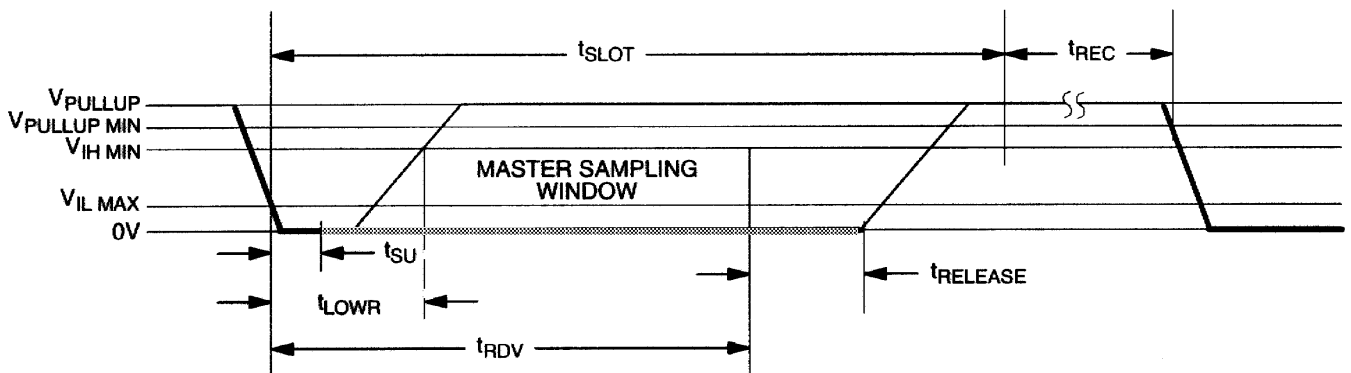 tSLOT
tREC
VPULLUP
VPULLUP MIN
VIH MIN
MASTER SAMPLING
WINDOW
VIL MAX
0V
tSU
tRELEASE
tLOWR
tRDV